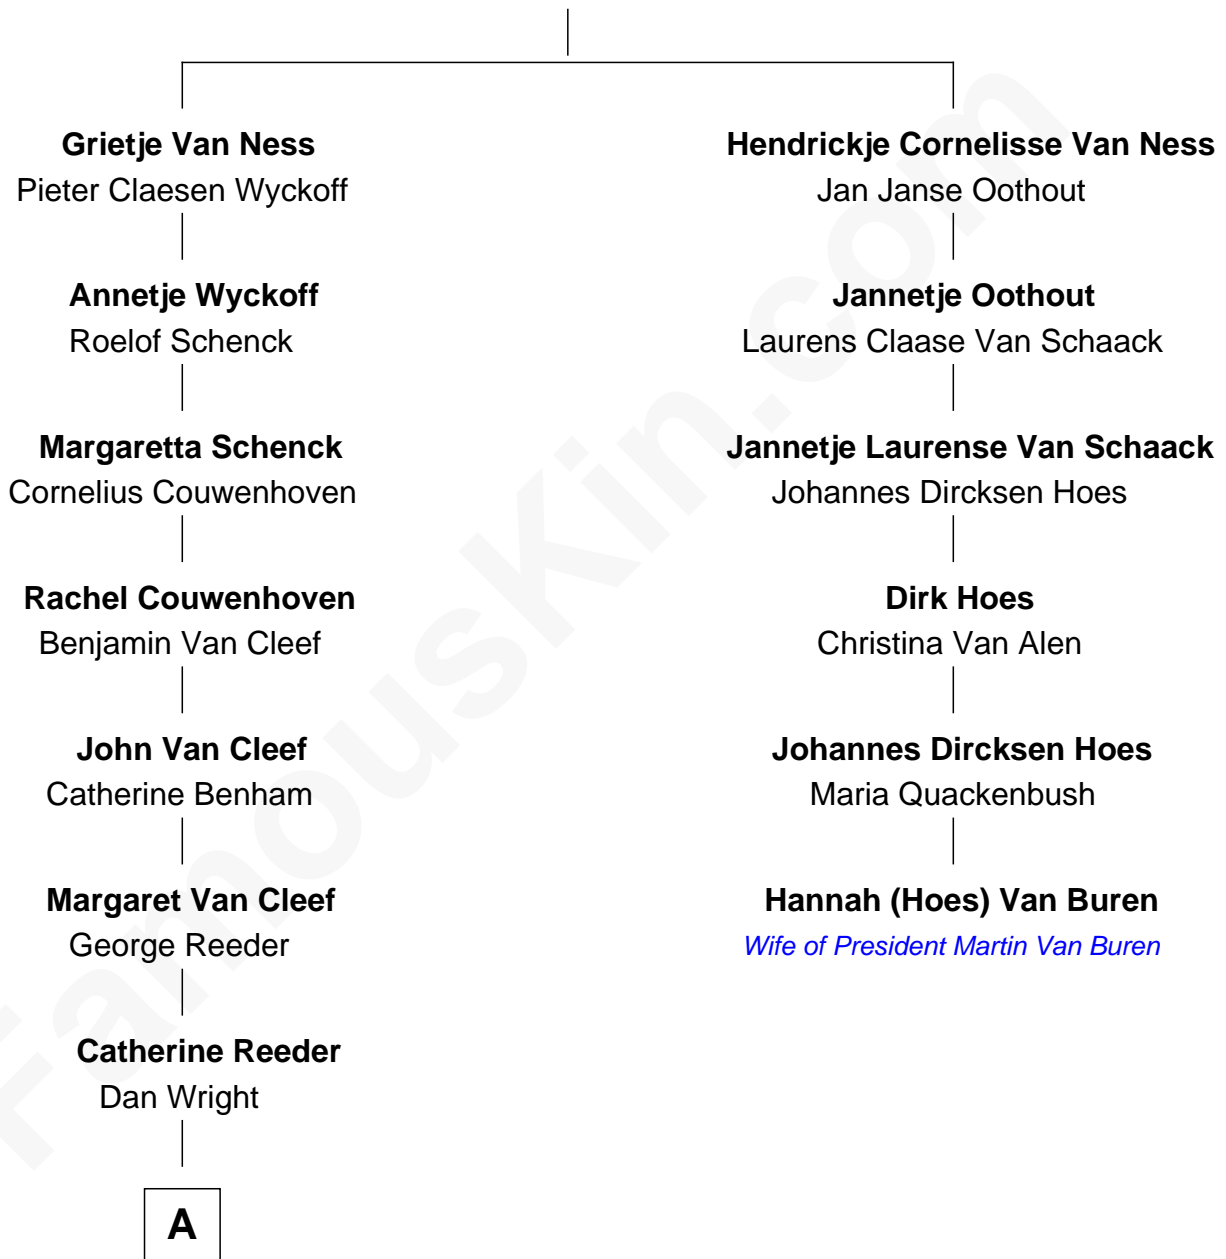 Grietje Van Ness
Pieter Claesen Wyckoff
Annetje Wyckoff
Roelof Schenck
Margaretta Schenck
Cornelius Couwenhoven
Rachel Couwenhoven
Benjamin Van Cleef
John Van Cleef
Catherine Benham
Margaret Van Cleef
George Reeder
Catherine Reeder
Dan Wright
A
Hendrickje Cornelisse Van Ness
Jan Janse Oothout
Jannetje Oothout
Laurens Claase Van Schaack
Jannetje Laurense Van Schaack
Johannes Dircksen Hoes
Dirk Hoes
Christina Van Alen
Johannes Dircksen Hoes
Maria Quackenbush
Hannah (Hoes) Van Buren
Wife of President Martin Van Buren
FamousKin.com